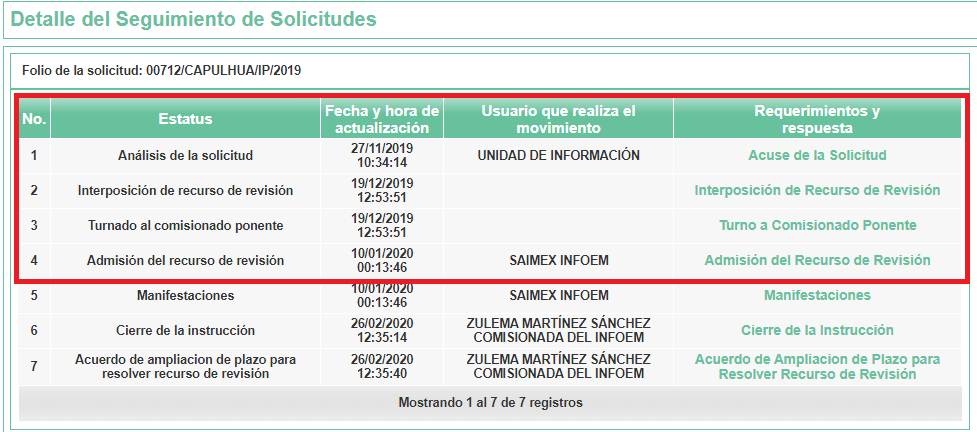 Detalle del Seguimiento de Solicitudes
Folio de la solicitud: 00712/CAPULHUA/IP/2019
No. Estatus Fecha y hora de actualización Usuario que realiza el movimiento Requerimientos y respuesta
1 Análisis de la solicitud 27/11/2019 10:34:14 UNIDAD DE INFORMACIÓN Acuse de la Solicitud
2 Interposición de recurso de revisión 19/12/2019 12:53:51 Interposición de Recurso de Revisión
3 Turnado al comisionado ponente 19/12/2019 12:53:51 Turno a Comisionado Ponente
4 Admisión del recurso de revisión 10/01/2020 00:13:46 SAIMEX INFOEM Admisión del Recurso de Revisión
5 Manifestaciones 10/01/2020 00:13:46 SAIMEX INFOEM Manifestaciones
6 Cierre de la instrucción 26/02/2020 12:35:14 ZULEMA MARTÍNEZ SÁNCHEZ COMISIONADA DEL INFOEM Cierre de la Instrucción
7 Acuerdo de ampliacion de plazo para resolver recurso de revisión 26/02/2020 12:35:40 ZULEMA MARTÍNEZ SÁNCHEZ COMISIONADA DEL INFOEM Acuerdo de Ampliacion de Plazo para Resolver Recurso de Revisión
Mostrando 1 al 7 de 7 registros